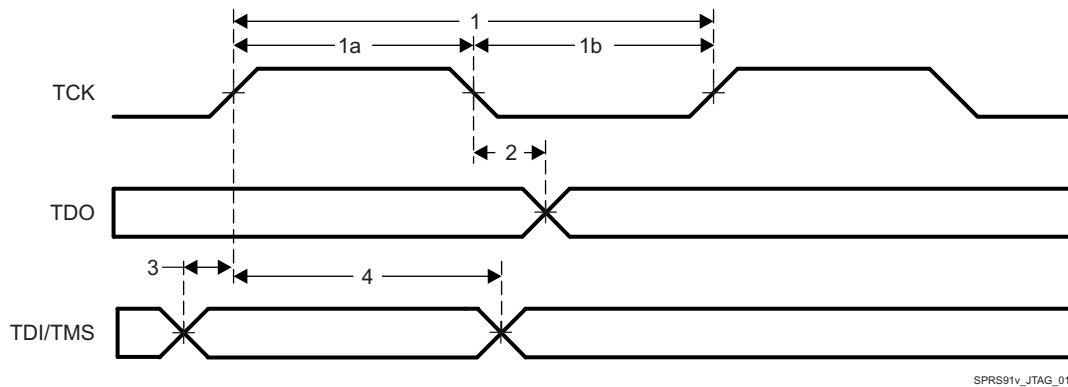 1
1a 1b
TCK
2
TDO
3
4
TDI/TMS
SPRS91v_JTAG_01